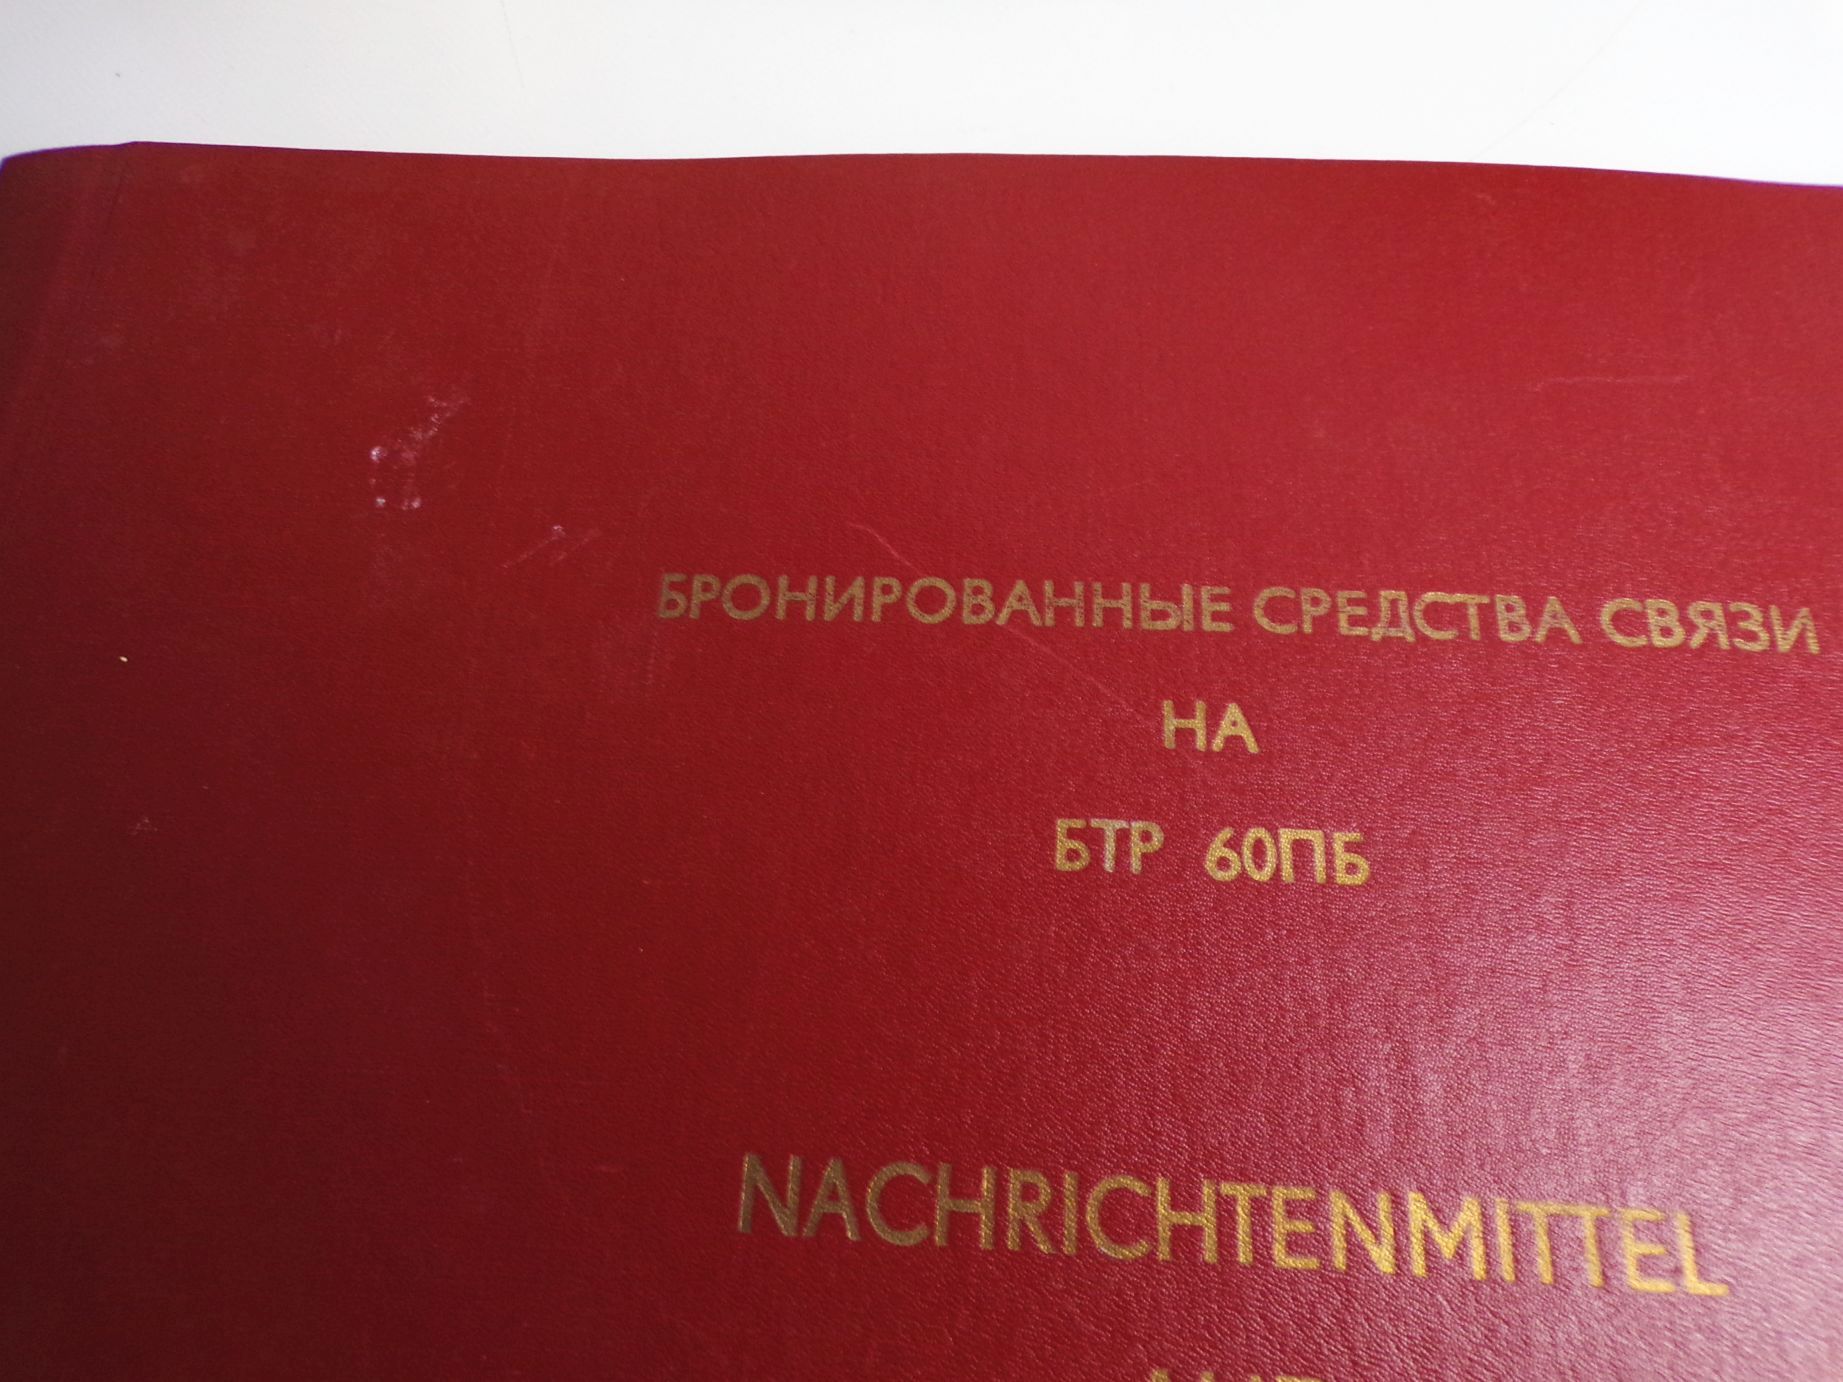 БРОНИРОВАННЫЕ СРЕДСТВА СВЯЗИ
НА
БТР 60ПБ
NACHRICHTENMITTEL